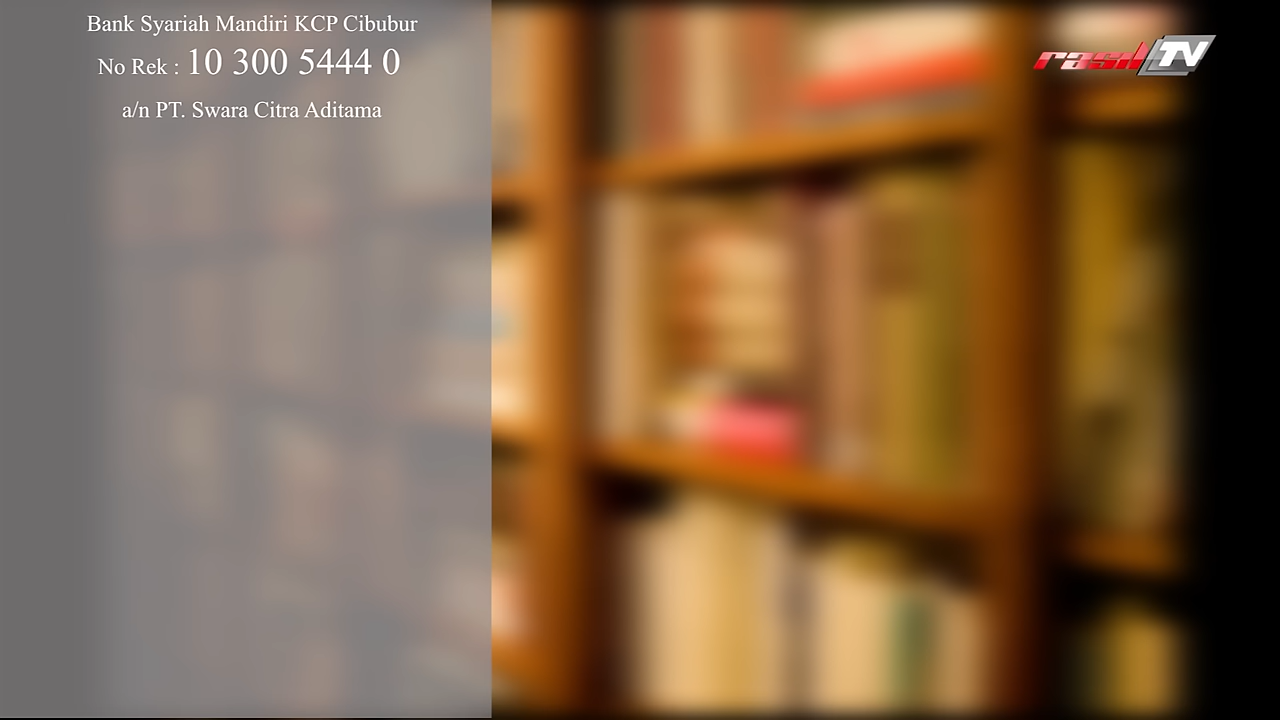 Bank Syariah Mandiri KCP Cibubur
No Rek : 10 300 5444 0
a/n PT. Swara Citra Aditama
rasil TV